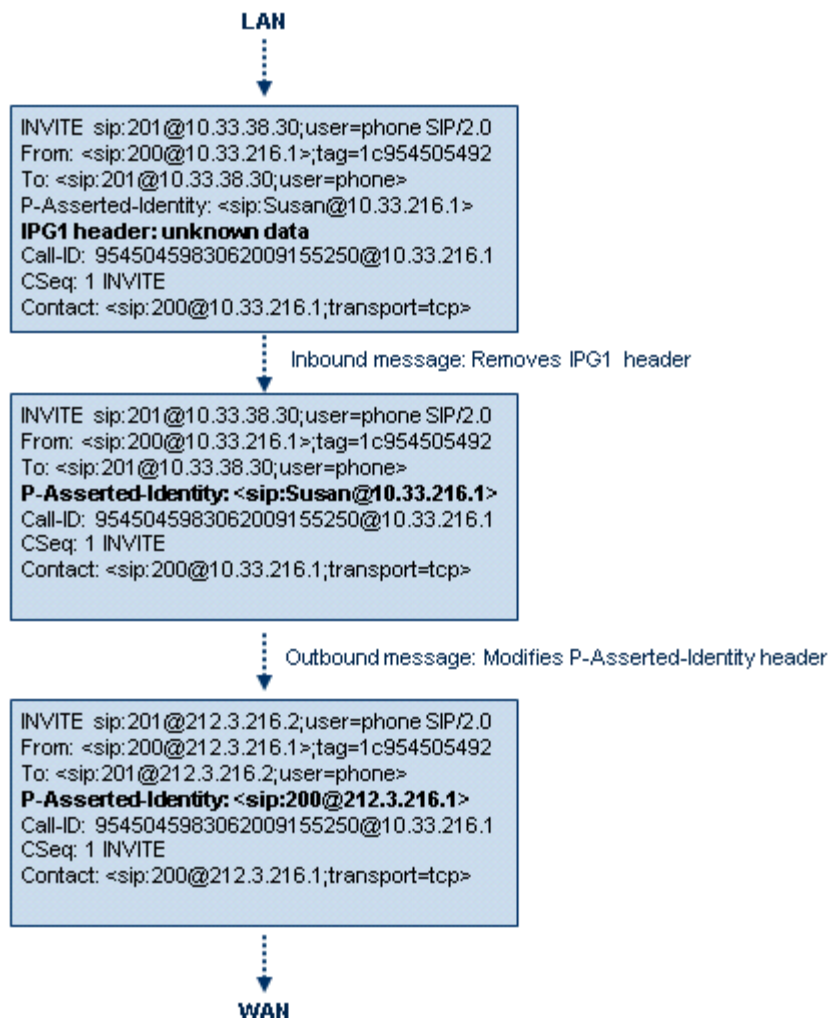 LAN
INVITE sip:201@10.33.38.30;user=phone SIP/2.0
From: <sip:200@10.33.216.1>;tag=1c954505492
To: <sip:201@10.33.38.30;user=phone>
P-Asserted-Identity: <sip:Susan@10.33.216.1>
IPG1 header: unknown data
Call-ID: 95450459830620091 55250@10.33.216.1
CSeq: 1 INVITE
Contact: <sip:200@10.33.216.1;transport=tcp>
Inbound message: Removes IPG1 header
INVITE sip:201@10.33.38.30;user=phone SIP/2.0
From: <sip:200@10.33.216.1>;tag=1c954505492
To: <sip:201@10.33.38.30;user=phone>
P-Asserted-Identity: <sip:Susan@10.33.216.1>
Call-ID: 9545045983062009155250@10.33.216.1
CSeq: 1 INVITE
Contact: <sip:200@10.33.216.1;transport=tcp>
Outbound message: Modifies P-Asserted-Identity header
INVITE sip:201@212.3.216.2;user=phone SIP/2.0
From: <sip:200@212.3.216.1>;tag=1c954505492
To: <sip:201@212.3.216.2;user=phone>
P-Asserted-Identity: <sip:200@212.3.216.1>
Call-ID: 9545045983062009155250@10.33.216.1
CSeq: 1 INVITE
Contact: <sip:200@212.3.216.1;transport=tcp>
WAN